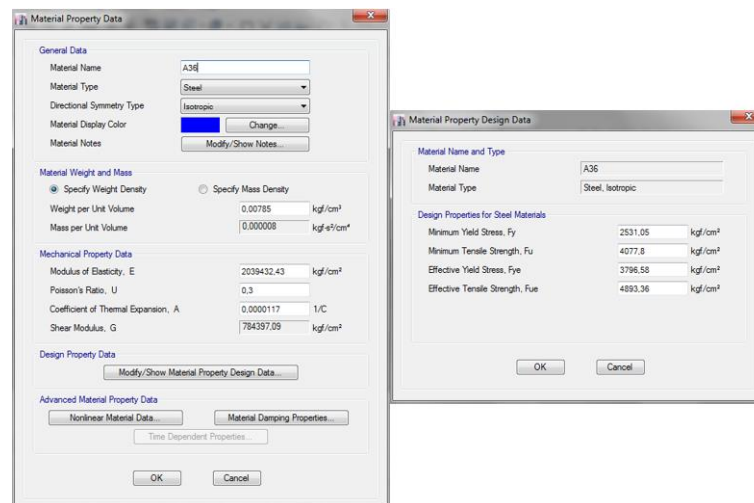 Material Property Data
General Data
Material Name A36
Material Type Steel
Directional Symmetry Type Isotropic
Material Display Color Change...
Material Notes Modify/Show Notes...
Material Weight and Mass
Specify Weight Density Specify Mass Density
Weight per Unit Volume 0,00785 kgf/cm³
Mass per Unit Volume 0,000008 kgf-s²/cm⁴
Mechanical Property Data
Modulus of Elasticity, E 2039432,43 kgf/cm²
Poisson's Ratio, U 0,3
Coefficient of Thermal Expansion, A 0,0000117 1/C
Shear Modulus, G 784397,09 kgf/cm²
Design Property Data
Modify/Show Material Property Design Data...
Advanced Material Property Data
Nonlinear Material Data... Material Damping Properties...
Time Dependent Properties...
OK Cancel
Material Property Design Data
Material Name and Type
Material Name A36
Material Type Steel, Isotropic
Design Properties for Steel Materials
Minimum Yield Stress, Fy 2531,05 kgf/cm²
Minimum Tensile Strength, Fu 4077,8 kgf/cm²
Effective Yield Stress, Fye 3796,58 kgf/cm²
Effective Tensile Strength, Fue 4893,36 kgf/cm²
OK Cancel